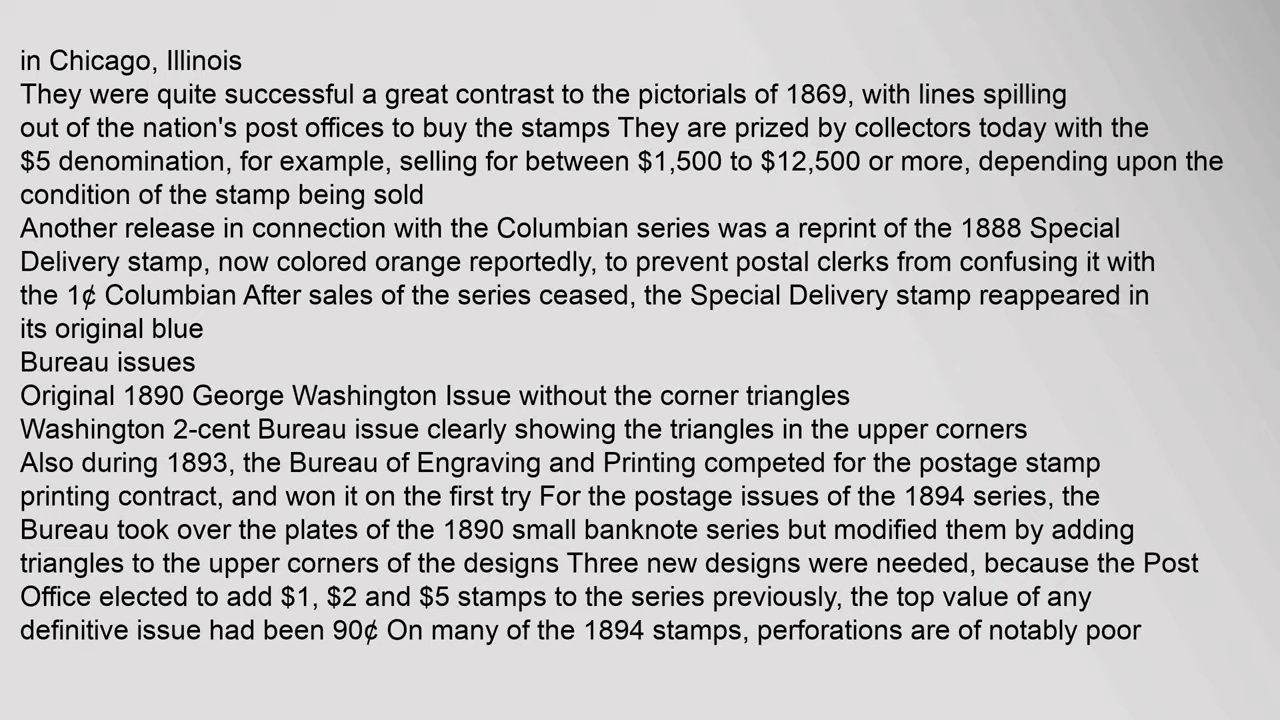 in Chicago, Illinois
They were quite successful a great contrast to the pictorials of 1869, with lines spilling
out of the nation's post offices to buy the stamps They are prized by collectors today with the
$5 denomination, for example, selling for between $1,500 to $12,500 or more, depending upon the
condition of the stamp being sold
Another release in connection with the Columbian series was a reprint of the 1888 Special
Delivery stamp, now colored orange reportedly, to prevent postal clerks from confusing it with
the 1¢ Columbian After sales of the series ceased, the Special Delivery stamp reappeared in
its original blue
Bureau issues
Original 1890 George Washington Issue without the corner triangles
Washington 2-cent Bureau issue clearly showing the triangles in the upper corners
Also during 1893, the Bureau of Engraving and Printing competed for the postage stamp
printing contract, and won it on the first try For the postage issues of the 1894 series, the
Bureau took over the plates of the 1890 small banknote series but modified them by adding
triangles to the upper corners of the designs Three new designs were needed, because the Post
Office elected to add $1, $2 and $5 stamps to the series previously, the top value of any
definitive issue had been 90¢ On many of the 1894 stamps, perforations are of notably poor